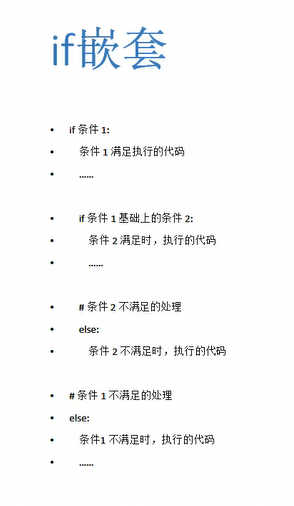 if嵌套
• if 条件 1:
• 条件 1 满足执行的代码
• ......
• if 条件 1 基础上的条件 2:
• 条件 2 满足时，执行的代码
• ......
• # 条件 2 不满足的处理
• else:
• 条件 2 不满足时，执行的代码
• # 条件 1 不满足的处理
• else:
• 条件1 不满足时，执行的代码
• ......